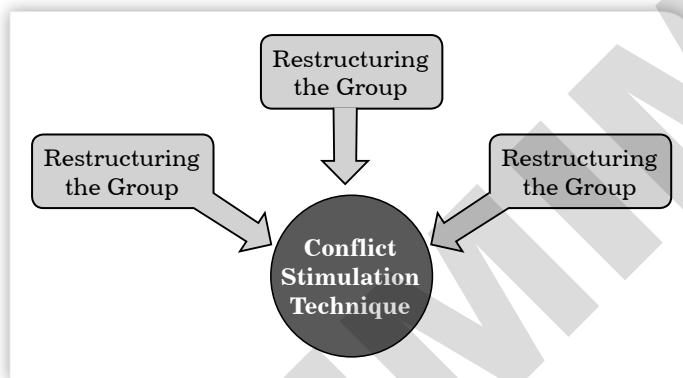 Restructuring
the Group
Restructuring
the Group
Restructuring
the Group
Conflict
Stimulation
Technique